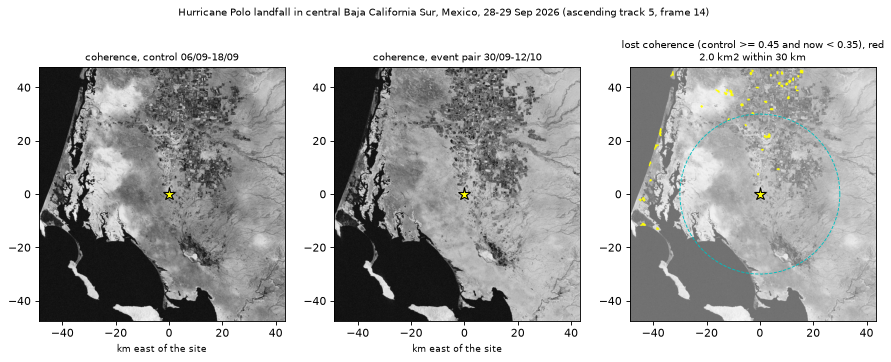 Hurricane Polo landfall in central Baja California Sur, Mexico, 28-29 Sep 2026 (ascending track 5, frame 14)
coherence, control 06/09-18/09
coherence, event pair 30/09-12/10
lost coherence (control >= 0.45 and now < 0.35), red
2.0 km2 within 30 km
40
20
0
−20
−40
−40 −20 0 20 40
km east of the site
40
20
0
−20
−40
−40 −20 0 20 40
km east of the site
40
20
0
−20
−40
−40 −20 0 20 40